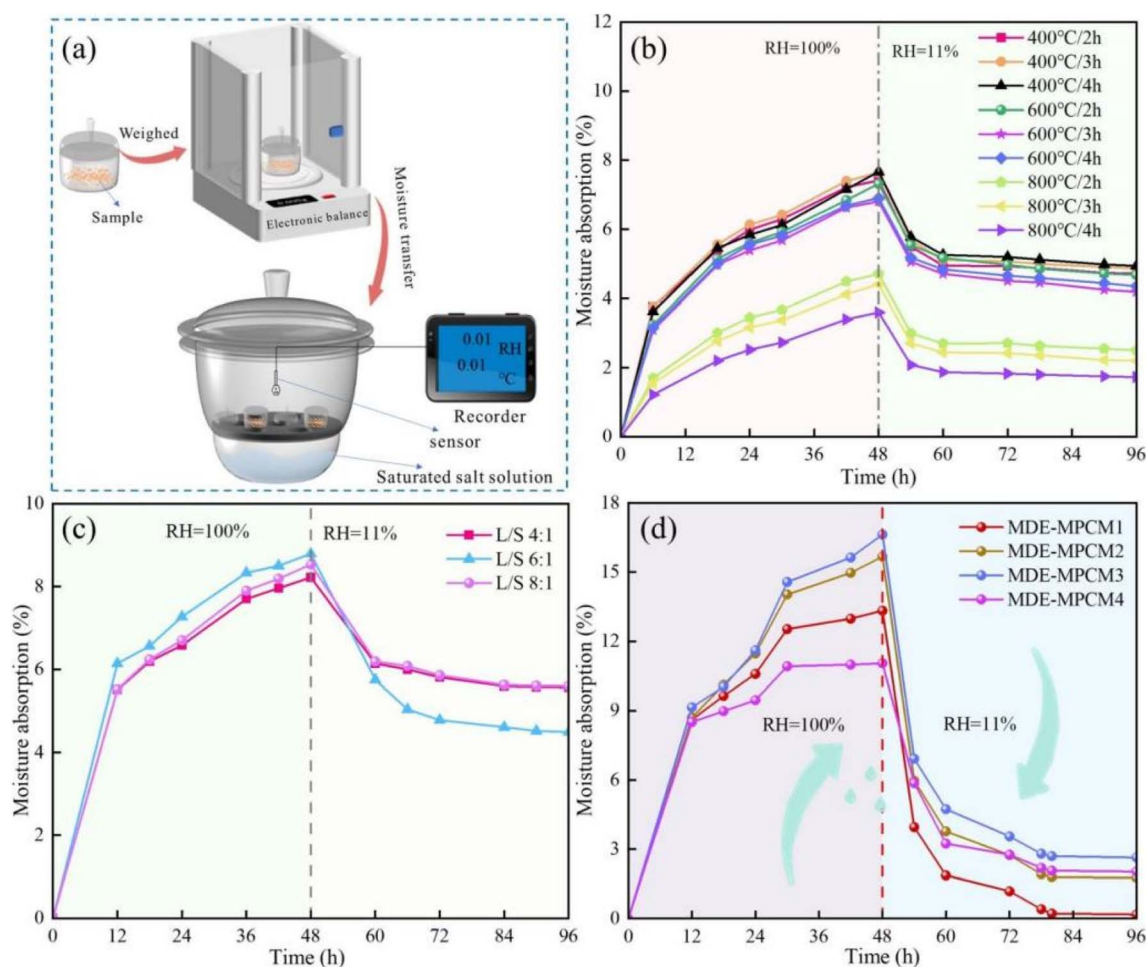 (a)
Weighed
Sample
Electronic balance
Moisture transfer
0.01
RH
0.01
°C
Recorder
sensor
Saturated salt solution
(b)
RH=100%
RH=11%
400°C/2h
400°C/3h
400°C/4h
600°C/2h
600°C/3h
600°C/4h
800°C/2h
800°C/3h
800°C/4h
Moisture absorption (%)
12
10
8
6
4
2
0
0 12 24 36 48 60 72 84 96
Time (h)
(c)
RH=100%
RH=11%
L/S 4:1
L/S 6:1
L/S 8:1
Moisture absorption (%)
10
8
6
4
2
0
0 12 24 36 48 60 72 84 96
Time (h)
(d)
MDE-MPCM1
MDE-MPCM2
MDE-MPCM3
MDE-MPCM4
RH=100%
RH=11%
Moisture absorption (%)
18
15
12
9
6
3
0
0 12 24 36 48 60 72 84 96
Time (h)